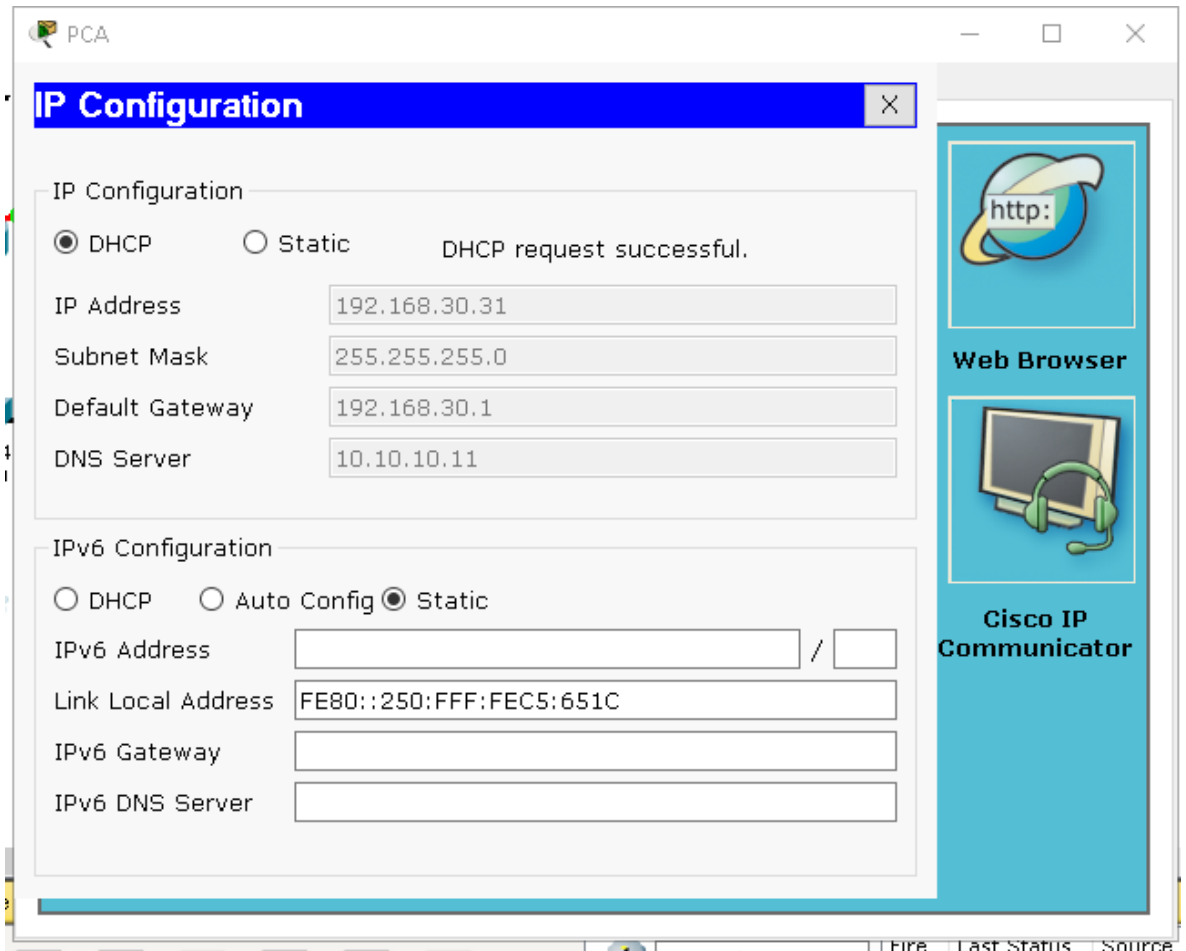 PCA
IP Configuration
X
IP Configuration
DHCP
Static
DHCP request successful.
IP Address
192.168.30.31
Subnet Mask
255.255.255.0
Default Gateway
192.168.30.1
DNS Server
10.10.10.11
IPv6 Configuration
DHCP
Auto Config
Static
IPv6 Address
/
Link Local Address
FE80::250:FFF:FEC5:651C
IPv6 Gateway
IPv6 DNS Server
http:
Web Browser
Cisco IP
Communicator
Fire
Last Status
Source